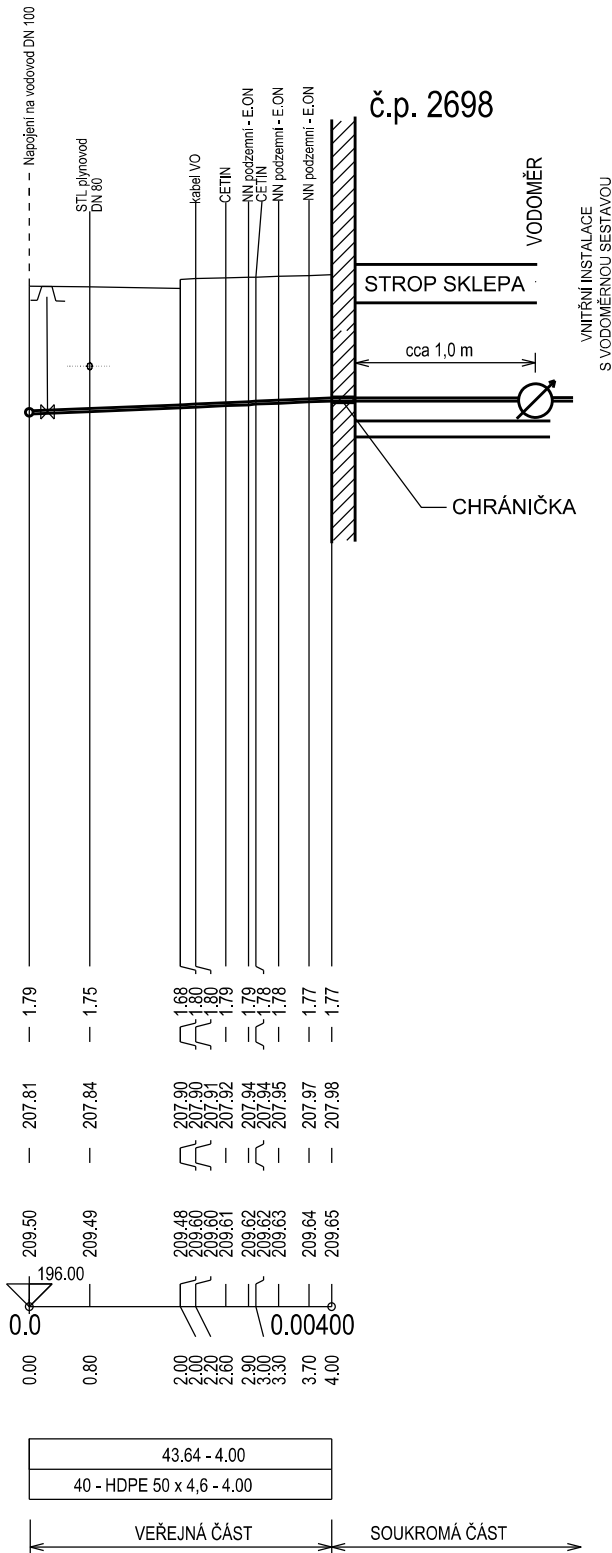 Napojení na vodovod DN 100
STL plynovod
DN 80
kabel VO
CETIN
NN podzemní - E.ON
CETIN
NN podzemní - E.ON
NN podzemní - E.ON
č.p. 2698
VODOMĚR
VNITŘNÍ INSTALACE
S VODOMĚRNOU SESTAVOU
STROP SKLEPA
cca 1,0 m
CHRÁNIČKA
1.79 1.75 1.68 1.80 1.80 1.79 1.79 1.78 1.78 1.77 1.77
207.81 207.84 207.90 207.90 207.91 207.92 207.94 207.94 207.95 207.97 207.98
209.50 209.49 209.48 209.60 209.60 209.61 209.62 209.62 209.63 209.64 209.65
196.00
0.0 0.00400
0.00 0.80 2.00 2.00 2.20 2.60 2.90 3.00 3.30 3.70 4.00
43.64 - 4.00
40 - HDPE 50 x 4,6 - 4.00
VEŘEJNÁ ČÁST SOUKROMÁ ČÁST